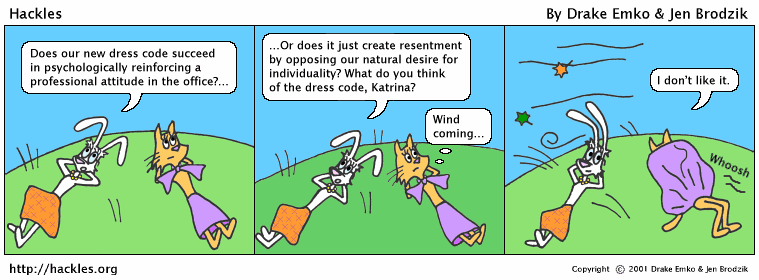 Hackles
By Drake Emko & Jen Brodzik
Does our new dress code succeed
in psychologically reinforcing a
professional attitude in the office?...
...Or does it just create resentment
by opposing our natural desire for
individuality? What do you think
of the dress code, Katrina?
Wind
coming...
I don't like it.
Whoosh
http://hackles.org
Copyright © 2001 Drake Emko & Jen Brodzik